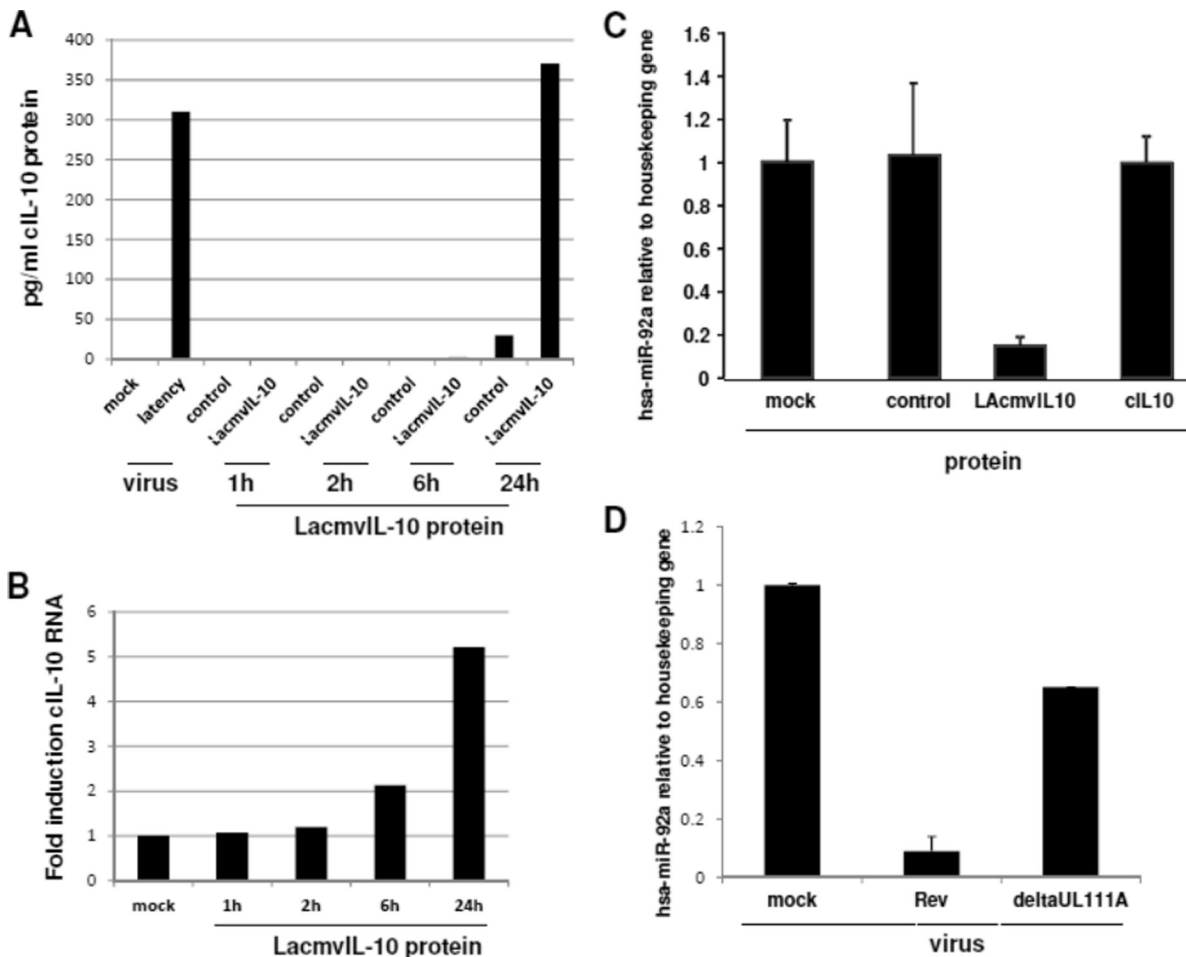 A
pg/ml cIL-10 protein
400
350
300
250
200
150
100
50
0
mock
latency
control
LacmvIL-10
control
LacmvIL-10
control
LacmvIL-10
control
LacmvIL-10
virus 1h 2h 6h 24h
LacmvIL-10 protein
B
Fold induction cIL-10 RNA
6
5
4
3
2
1
0
mock 1h 2h 6h 24h
LacmvIL-10 protein
C
hsa-miR-92a relative to housekeeping gene
1.6
1.4
1.2
1
0.8
0.6
0.4
0.2
0
mock control LAcmvIL10 cIL10
protein
D
hsa-miR-92a relative to housekeeping gene
1.2
1
0.8
0.6
0.4
0.2
0
mock Rev deltaUL111A
virus